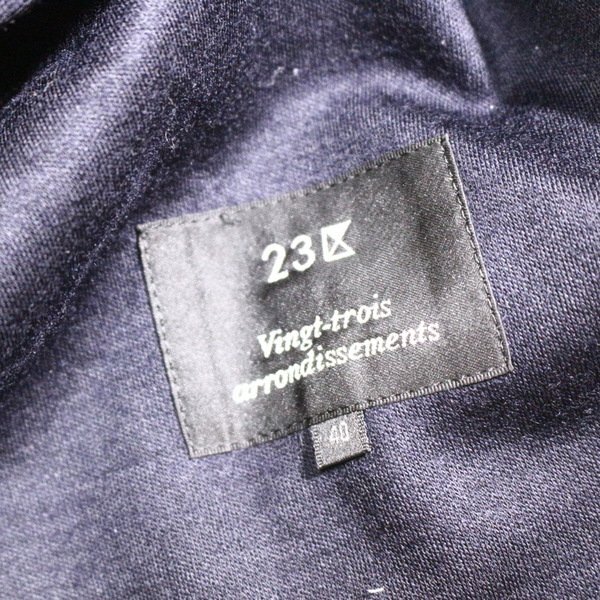 23区
Vingt-trois
arrondissements
40